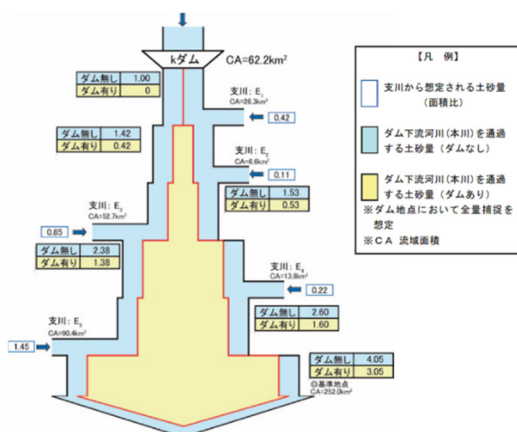 kダム
CA=62.2km²
ダム無し 1.00
ダム有り 0
支川：E₁
CA=26.3km²
0.42
ダム無し 1.42
ダム有り 0.42
支川：E₂
CA=6.6km²
0.11
ダム無し 1.53
ダム有り 0.53
支川：E₃
CA=52.7km²
0.85
ダム無し 2.38
ダム有り 1.38
支川：E₄
CA=13.8km²
0.22
ダム無し 2.60
ダム有り 1.60
支川：E₅
CA=90.4km²
1.45
ダム無し 4.05
ダム有り 3.05
◎基準地点
CA=252.0km²
【凡　例】
支川から想定される土砂量
（面積比）
ダム下流河川（本川）を通過
する土砂量（ダムなし）
ダム下流河川（本川）を通過
する土砂量（ダムあり）
※ダム地点において全量捕捉を
想定
※ＣＡ 流域面積